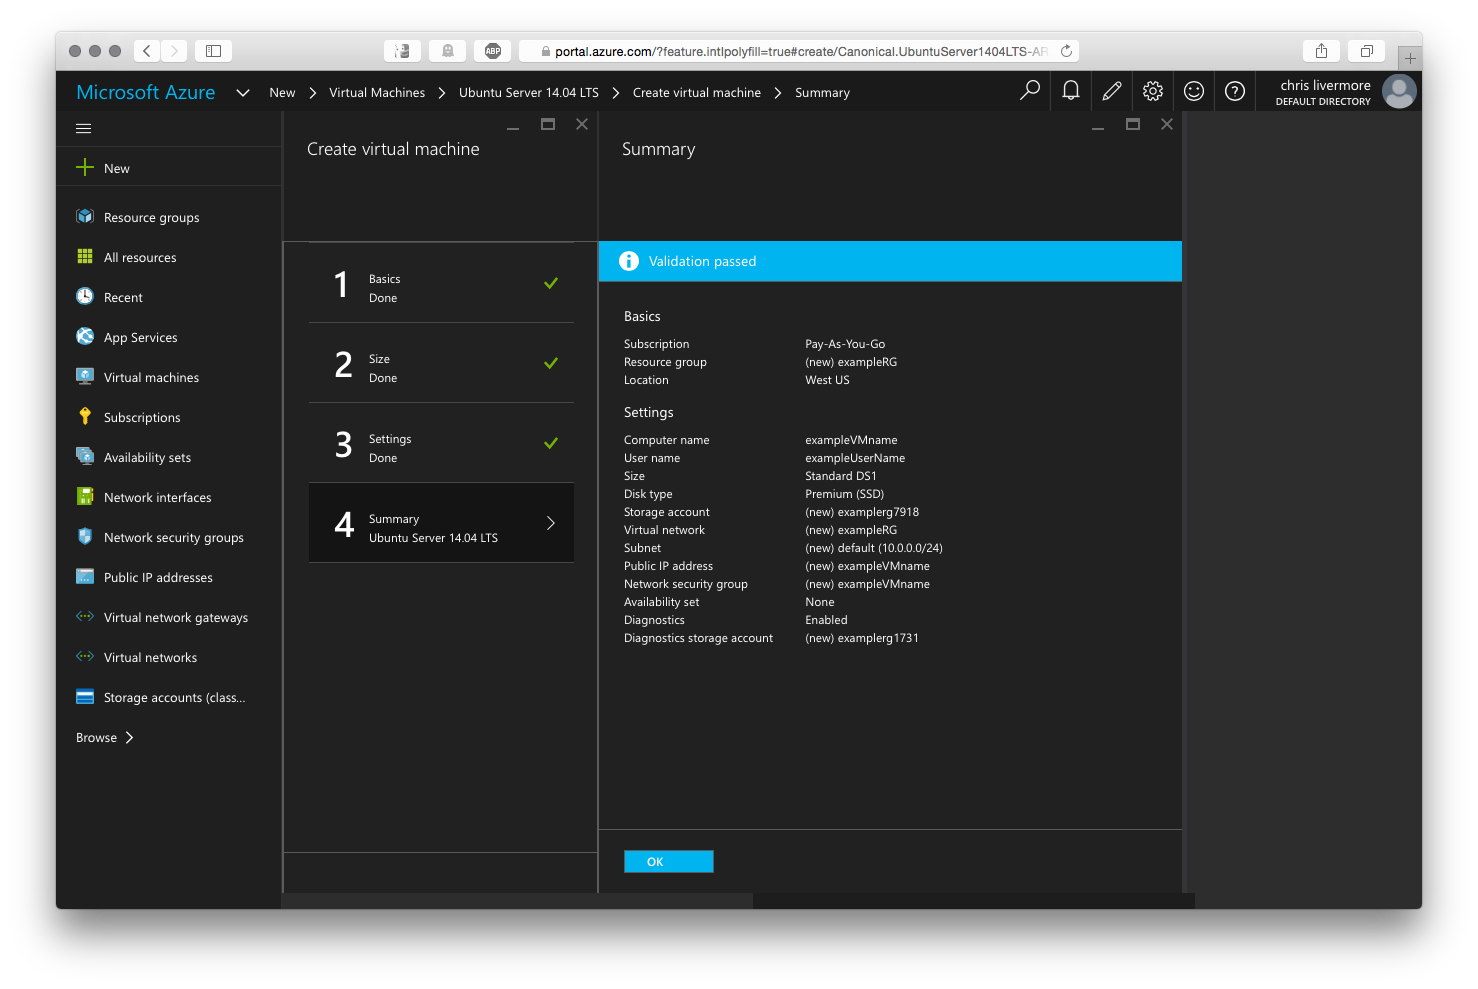 ABP
portal.azure.com/?feature.intlpolyfill=true#create/Canonical.UbuntuServer1404LTS-AR
Microsoft Azure
New
Virtual Machines
Ubuntu Server 14.04 LTS
Create virtual machine
Summary
chris livermore
DEFAULT DIRECTORY
New
Resource groups
All resources
Recent
App Services
Virtual machines
Subscriptions
Availability sets
Network interfaces
Network security groups
Public IP addresses
Virtual network gateways
Virtual networks
Storage accounts (class...
Browse
Create virtual machine
1
Basics
Done
2
Size
Done
3
Settings
Done
4
Summary
Ubuntu Server 14.04 LTS
Summary
Validation passed
Basics
Subscription Pay-As-You-Go
Resource group (new) exampleRG
Location West US
Settings
Computer name exampleVMname
User name exampleUserName
Size Standard DS1
Disk type Premium (SSD)
Storage account (new) examplerg7918
Virtual network (new) exampleRG
Subnet (new) default (10.0.0.0/24)
Public IP address (new) exampleVMname
Network security group (new) exampleVMname
Availability set None
Diagnostics Enabled
Diagnostics storage account (new) examplerg1731
OK